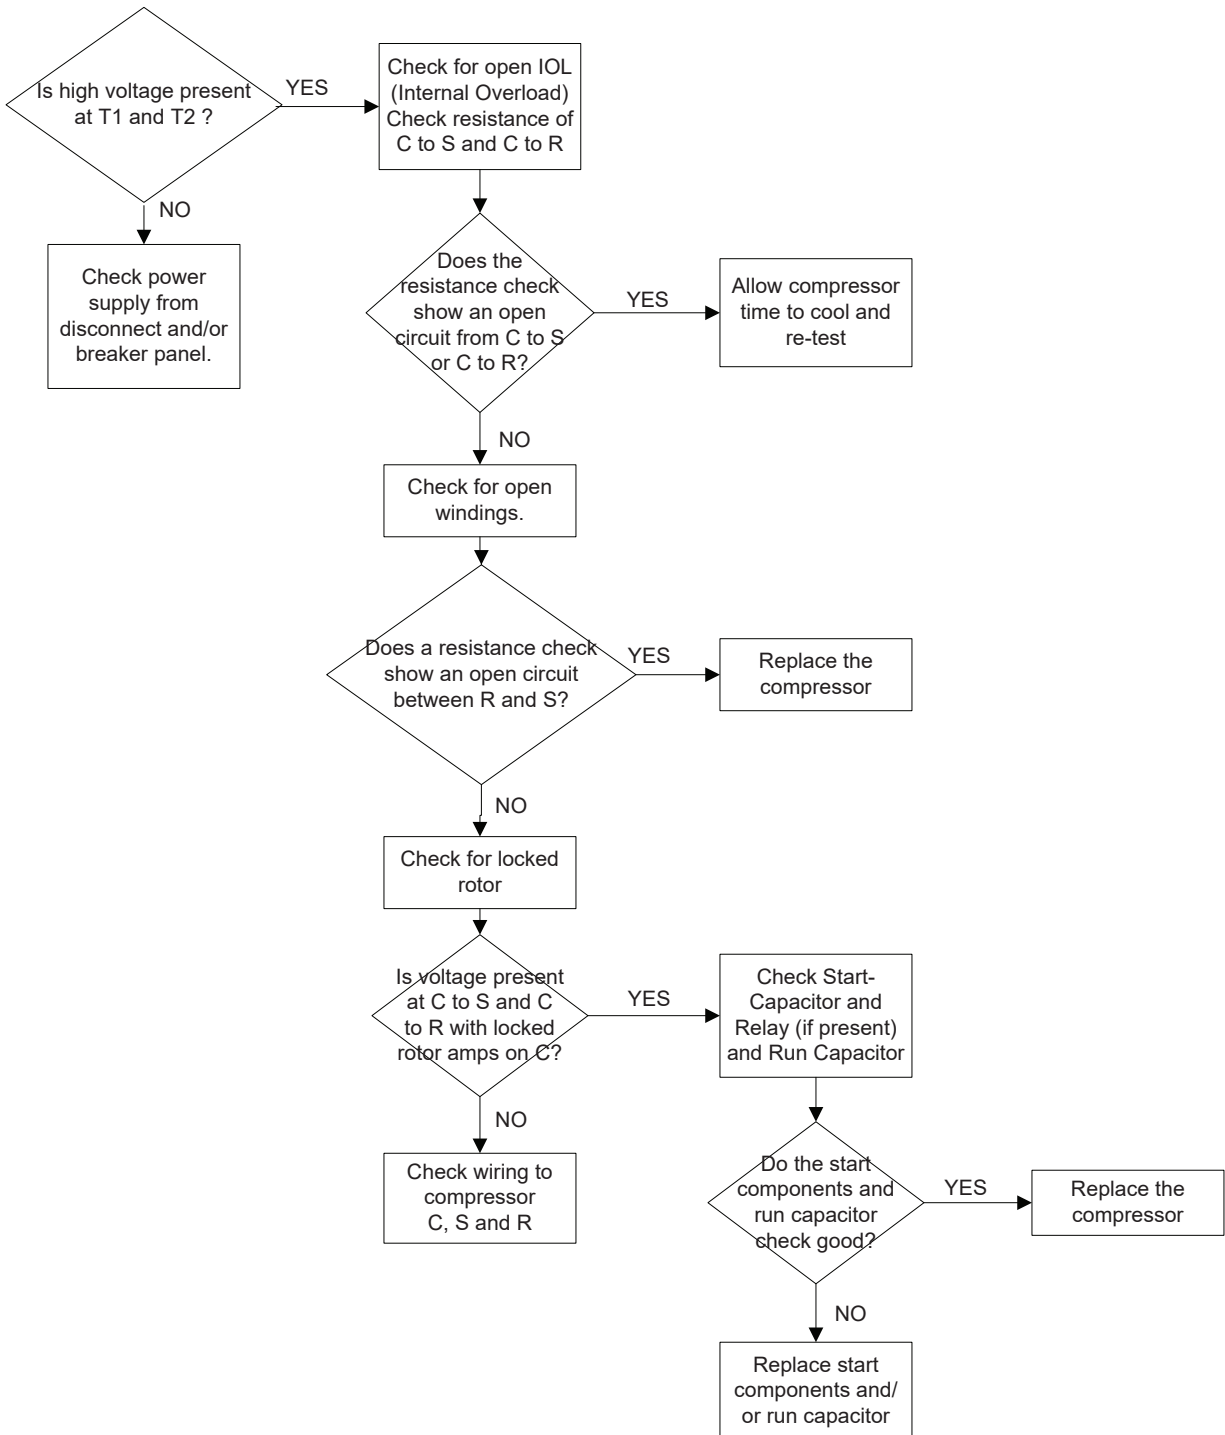 Is high voltage present
at T1 and T2 ?
YES
Check for open IOL
(Internal Overload)
Check resistance of
C to S and C to R
NO
Check power
supply from
disconnect and/or
breaker panel.
Does the
resistance check
show an open
circuit from C to S
or C to R?
YES
Allow compressor
time to cool and
re-test
NO
Check for open
windings.
Does a resistance check
show an open circuit
between R and S?
YES
Replace the
compressor
NO
Check for locked
rotor
Is voltage present
at C to S and C
to R with locked
rotor amps on C?
YES
Check Start-
Capacitor and
Relay (if present)
and Run Capacitor
NO
Check wiring to
compressor
C, S and R
Do the start
components and
run capacitor
check good?
YES
Replace the
compressor
NO
Replace start
components and/
or run capacitor